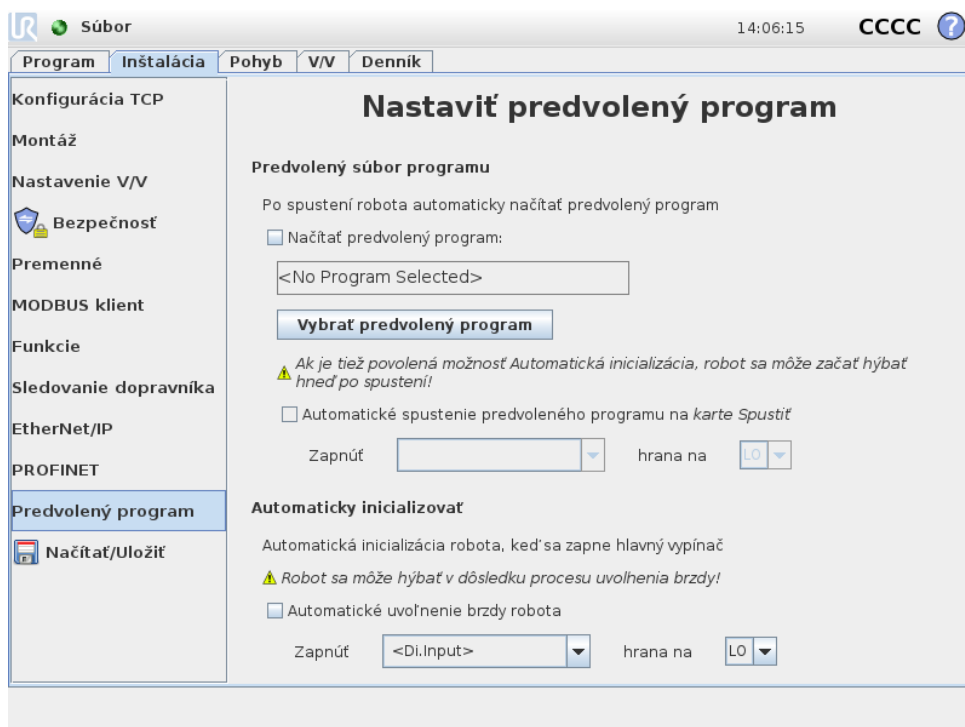 UR Súbor 14:06:15 CCCC ?
Program Inštalácia Pohyb V/V Denník
Konfigurácia TCP
Montáž
Nastavenie V/V
Bezpečnosť
Premenné
MODBUS klient
Funkcie
Sledovanie dopravníka
EtherNet/IP
PROFINET
Predvolený program
Načítať/Uložiť
Nastaviť predvolený program
Predvolený súbor programu
Po spustení robota automaticky načítať predvolený program
Načítať predvolený program:
<No Program Selected>
Vybrať predvolený program
Ak je tiež povolená možnosť Automatická inicializácia, robot sa môže začať hýbať
hneď po spustení!
Automatické spustenie predvoleného programu na karte Spustiť
Zapnúť hrana na LO
Automaticky inicializovať
Automatická inicializácia robota, keď sa zapne hlavný vypínač
Robot sa môže hýbať v dôsledku procesu uvolhenia brzdy!
Automatické uvoľnenie brzdy robota
Zapnúť <Di.Input> hrana na LO